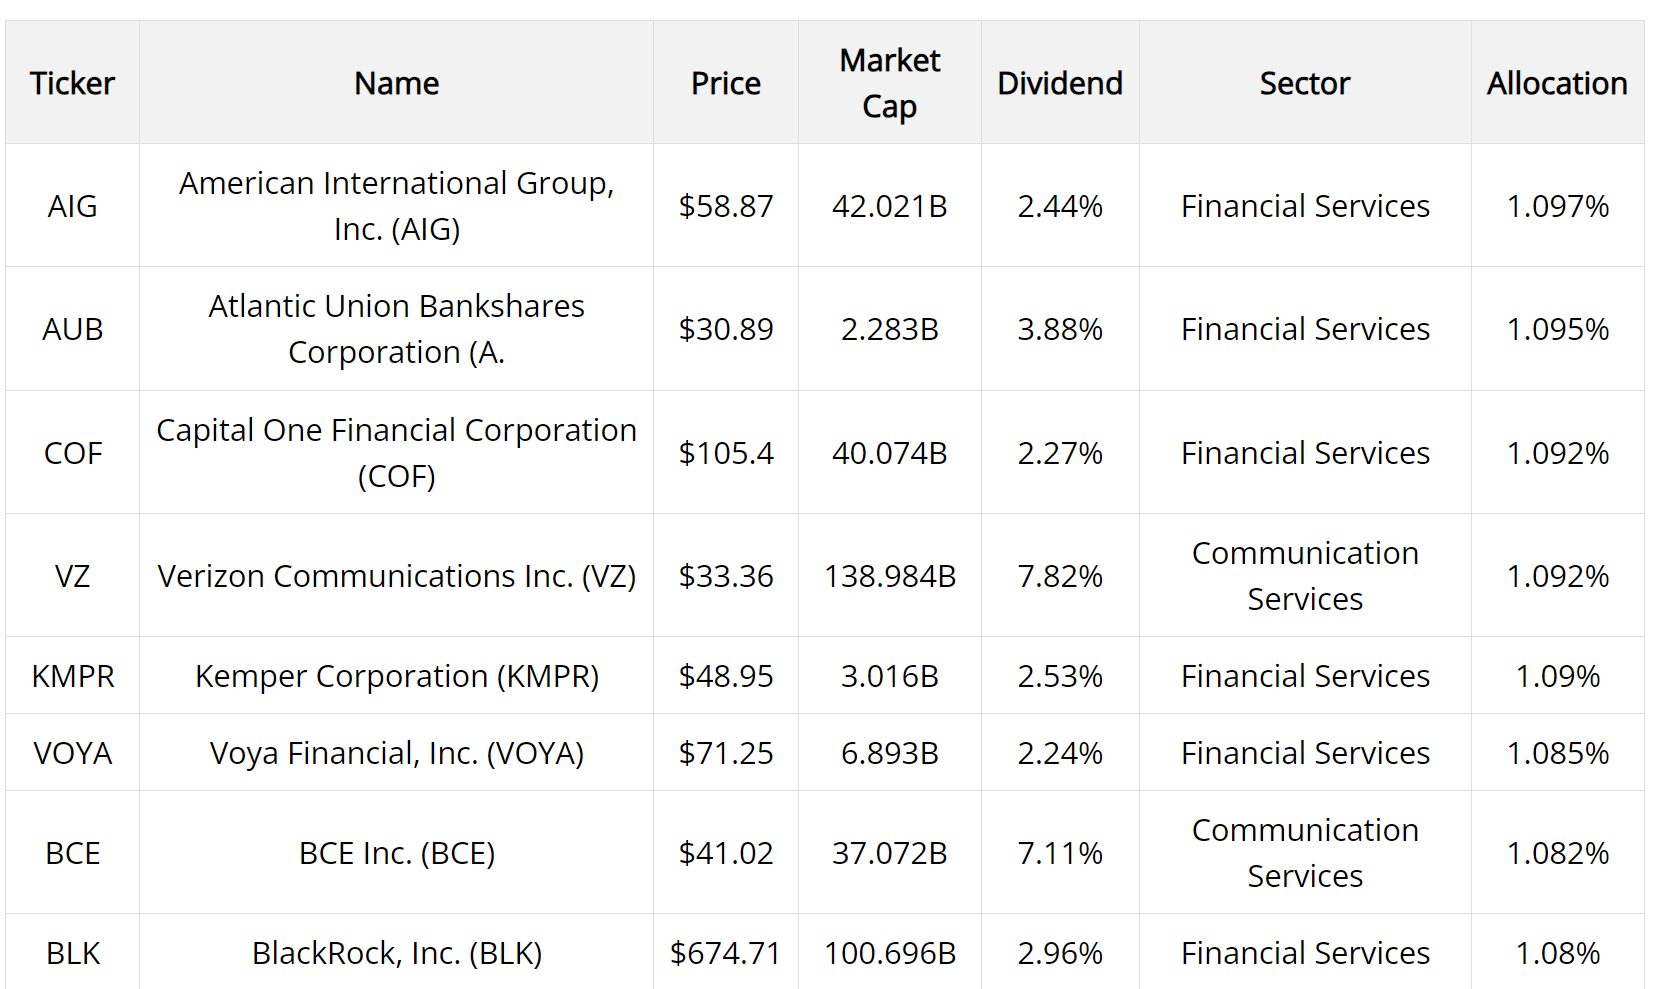 Ticker Name Price Market Cap Dividend Sector Allocation
AIG American International Group, Inc. (AIG) $58.87 42.021B 2.44% Financial Services 1.097%
AUB Atlantic Union Bankshares Corporation (A. $30.89 2.283B 3.88% Financial Services 1.095%
COF Capital One Financial Corporation (COF) $105.4 40.074B 2.27% Financial Services 1.092%
VZ Verizon Communications Inc. (VZ) $33.36 138.984B 7.82% Communication Services 1.092%
KMPR Kemper Corporation (KMPR) $48.95 3.016B 2.53% Financial Services 1.09%
VOYA Voya Financial, Inc. (VOYA) $71.25 6.893B 2.24% Financial Services 1.085%
BCE BCE Inc. (BCE) $41.02 37.072B 7.11% Communication Services 1.082%
BLK BlackRock, Inc. (BLK) $674.71 100.696B 2.96% Financial Services 1.08%